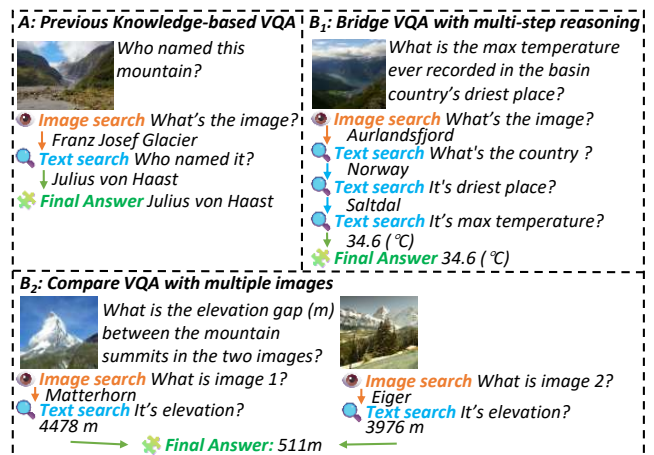 A: Previous Knowledge-based VQA
Who named this
mountain?
Image search What's the image?
Franz Josef Glacier
Text search Who named it?
Julius von Haast
Final Answer Julius von Haast
B1: Bridge VQA with multi-step reasoning
What is the max temperature
ever recorded in the basin
country's driest place?
Image search What's the image?
Aurlandsfjord
Text search What's the country ?
Norway
Text search It's driest place?
Saltdal
Text search It's max temperature?
34.6 (℃)
Final Answer 34.6 (℃)
B2: Compare VQA with multiple images
What is the elevation gap (m)
between the mountain
summits in the two images?
Image search What is image 1?
Matterhorn
Text search It's elevation?
4478 m
Image search What is image 2?
Eiger
Text search It's elevation?
3976 m
Final Answer: 511m